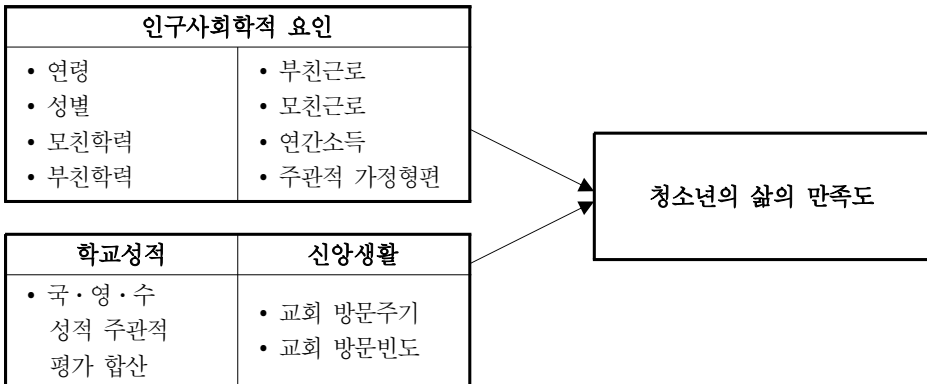 인구사회학적 요인
• 연령
• 성별
• 모친학력
• 부친학력
• 부친근로
• 모친근로
• 연간소득
• 주관적 가정형편
청소년의 삶의 만족도
학교성적
• 국·영·수
성적 주관적
평가 합산
신앙생활
• 교회 방문주기
• 교회 방문빈도